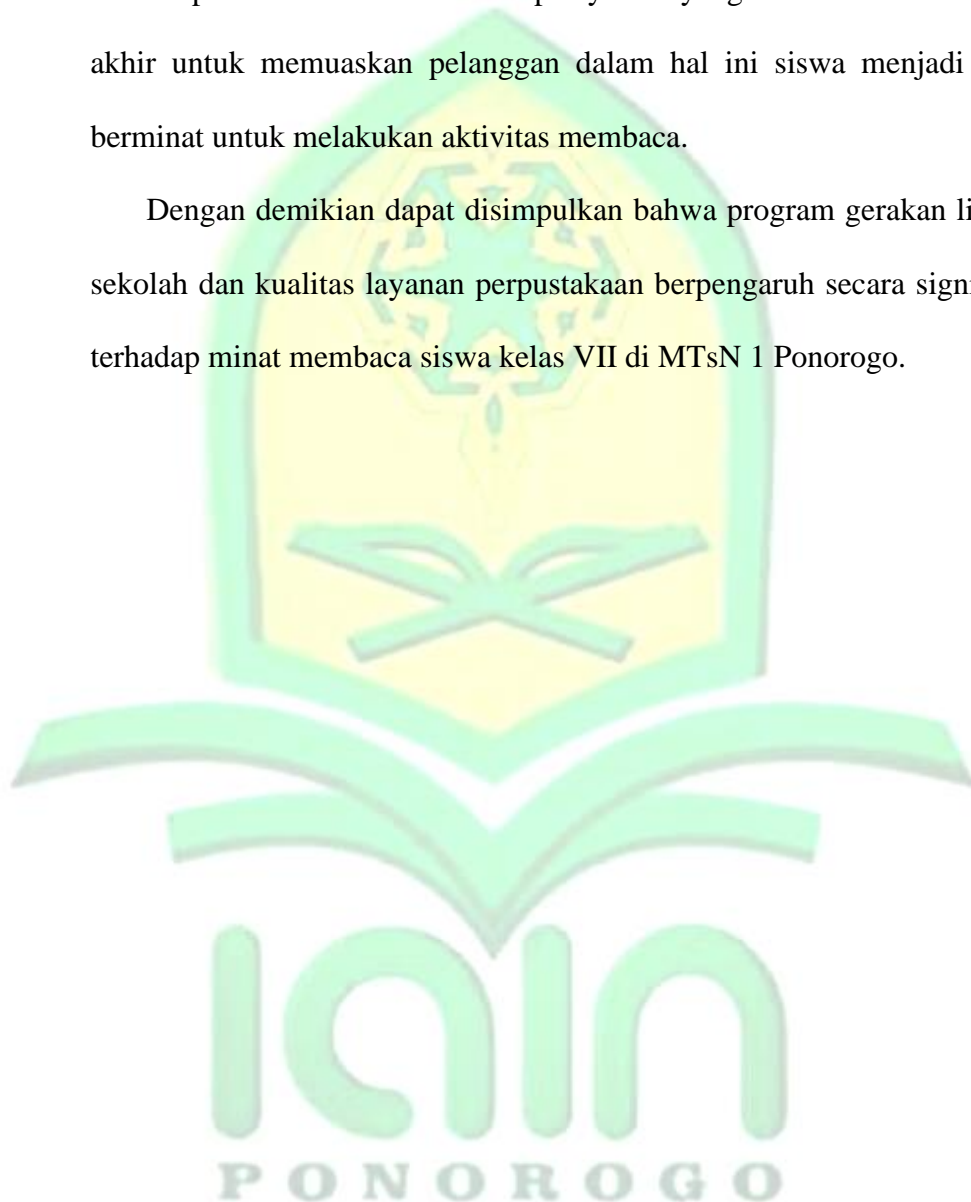 akhir untuk memuaskan pelanggan dalam hal ini siswa menjadi
berminat untuk melakukan aktivitas membaca.
Dengan demikian dapat disimpulkan bahwa program gerakan li
sekolah dan kualitas layanan perpustakaan berpengaruh secara signi
terhadap minat membaca siswa kelas VII di MTsN 1 Ponorogo.
IAIN
PONOROGO